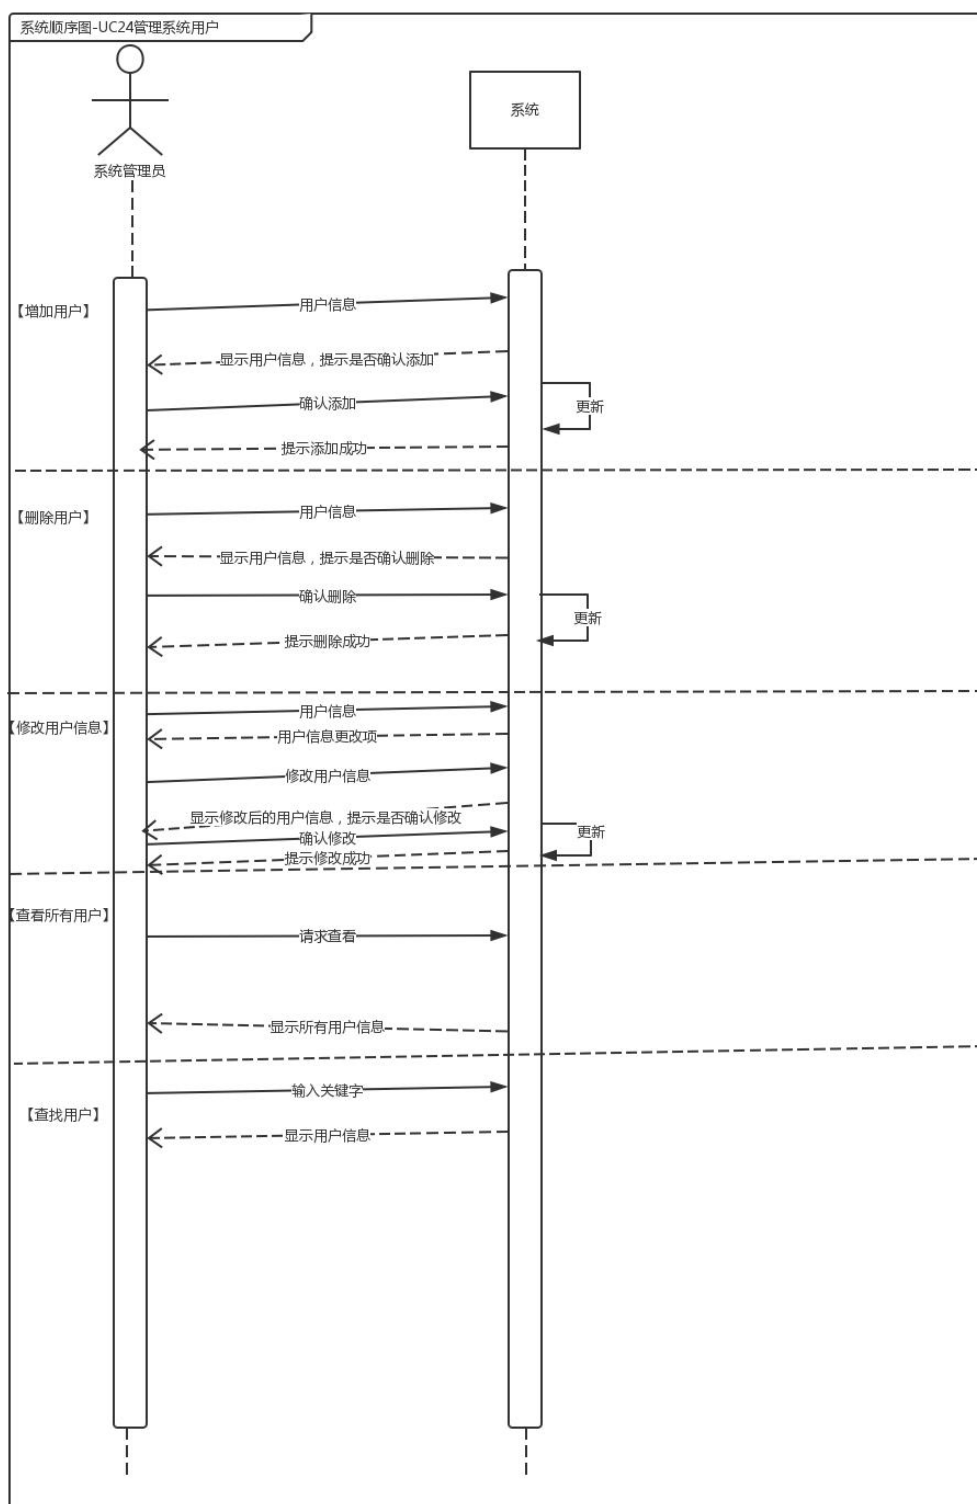 系统顺序图-UC24管理系统用户
系统
系统管理员
【增加用户】
用户信息
显示用户信息，提示是否确认添加
确认添加
更新
提示添加成功
【删除用户】
用户信息
显示用户信息，提示是否确认删除
确认删除
更新
提示删除成功
【修改用户信息】
用户信息
用户信息更改项
修改用户信息
显示修改后的用户信息，提示是否确认修改
更新
确认修改
提示修改成功
【查看所有用户】
请求查看
显示所有用户信息
输入关键字
【查找用户】
显示用户信息